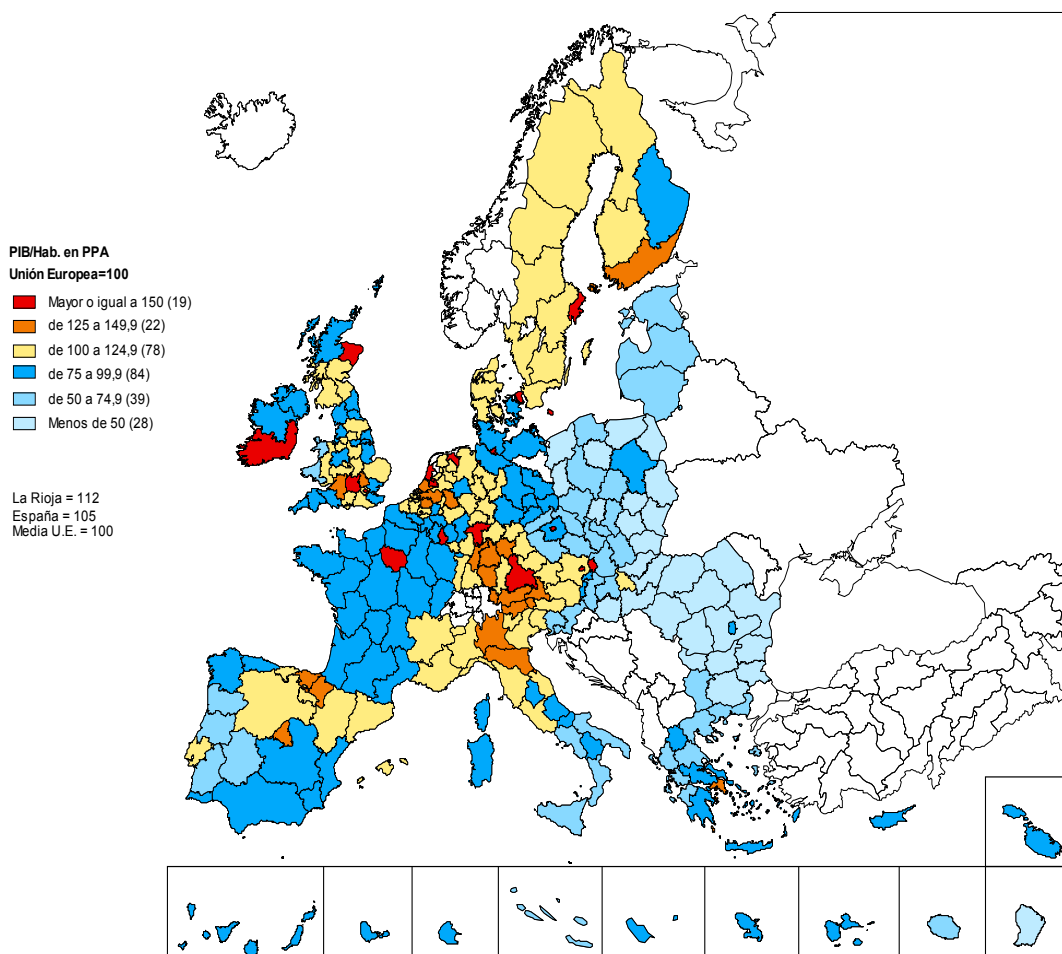 PIB/Hab. en PPA
Unión Europea=100
Mayor o igual a 150 (19)
de 125 a 149,9 (22)
de 100 a 124,9 (78)
de 75 a 99,9 (84)
de 50 a 74,9 (39)
Menos de 50 (28)
La Rioja = 112
España = 105
Media U.E. = 100